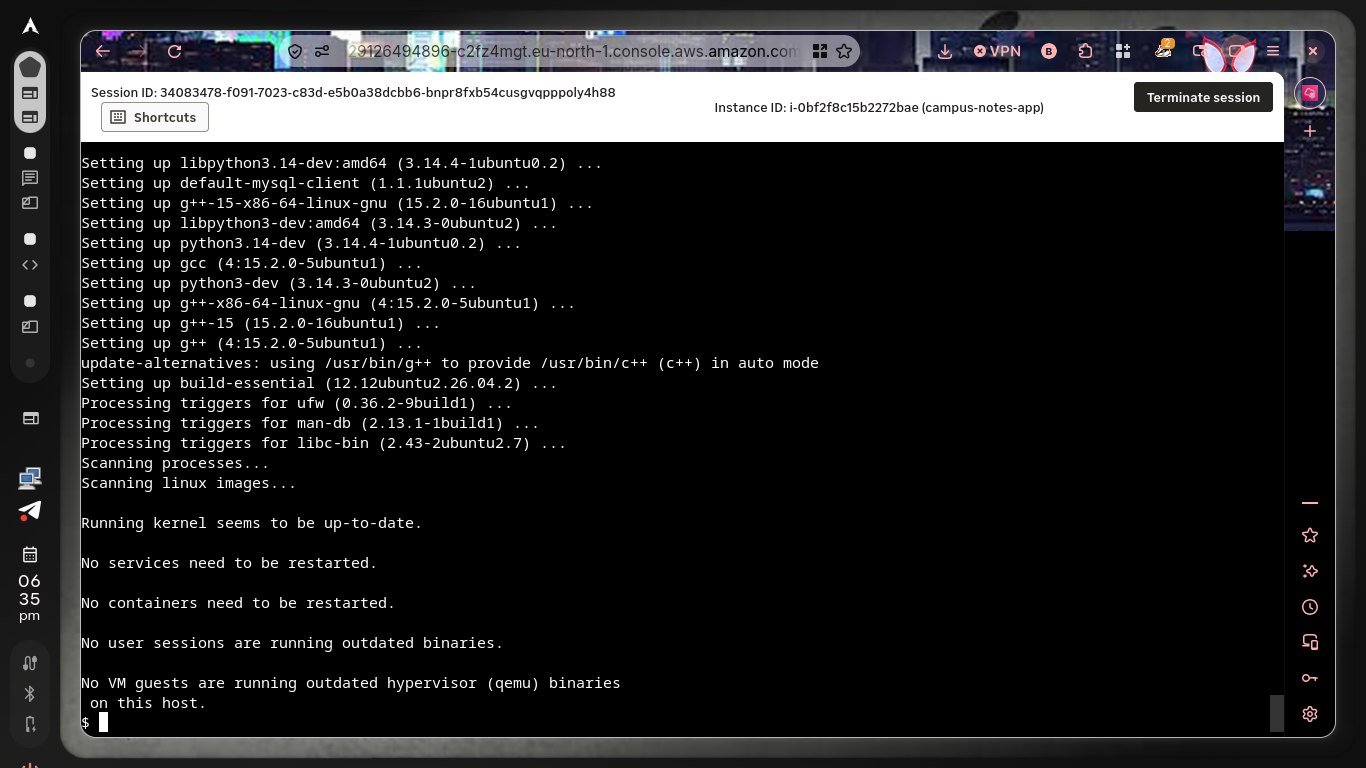 29126494896-c2fz4mgt.eu-north-1.console.aws.amazon.com
VPN
B
2
Session ID: 34083478-f091-7023-c83d-e5b0a38dcbb6-bnpr8fxb54cusgvqpppoly4h88
Shortcuts
Instance ID: i-0bf2f8c15b2272bae (campus-notes-app)
Terminate session
Setting up libpython3.14-dev:amd64 (3.14.4-1ubuntu0.2) ...
Setting up default-mysql-client (1.1.1ubuntu2) ...
Setting up g++-15-x86-64-linux-gnu (15.2.0-16ubuntu1) ...
Setting up libpython3-dev:amd64 (3.14.3-0ubuntu2) ...
Setting up python3.14-dev (3.14.4-1ubuntu0.2) ...
Setting up gcc (4:15.2.0-5ubuntu1) ...
Setting up python3-dev (3.14.3-0ubuntu2) ...
Setting up g++-x86-64-linux-gnu (4:15.2.0-5ubuntu1) ...
Setting up g++-15 (15.2.0-16ubuntu1) ...
Setting up g++ (4:15.2.0-5ubuntu1) ...
update-alternatives: using /usr/bin/g++ to provide /usr/bin/c++ (c++) in auto mode
Setting up build-essential (12.12ubuntu2.26.04.2) ...
Processing triggers for ufw (0.36.2-9build1) ...
Processing triggers for man-db (2.13.1-1build1) ...
Processing triggers for libc-bin (2.43-2ubuntu2.7) ...
Scanning processes...
Scanning linux images...
Running kernel seems to be up-to-date.
No services need to be restarted.
No containers need to be restarted.
No user sessions are running outdated binaries.
No VM guests are running outdated hypervisor (qemu) binaries
on this host.
$
06
35
pm